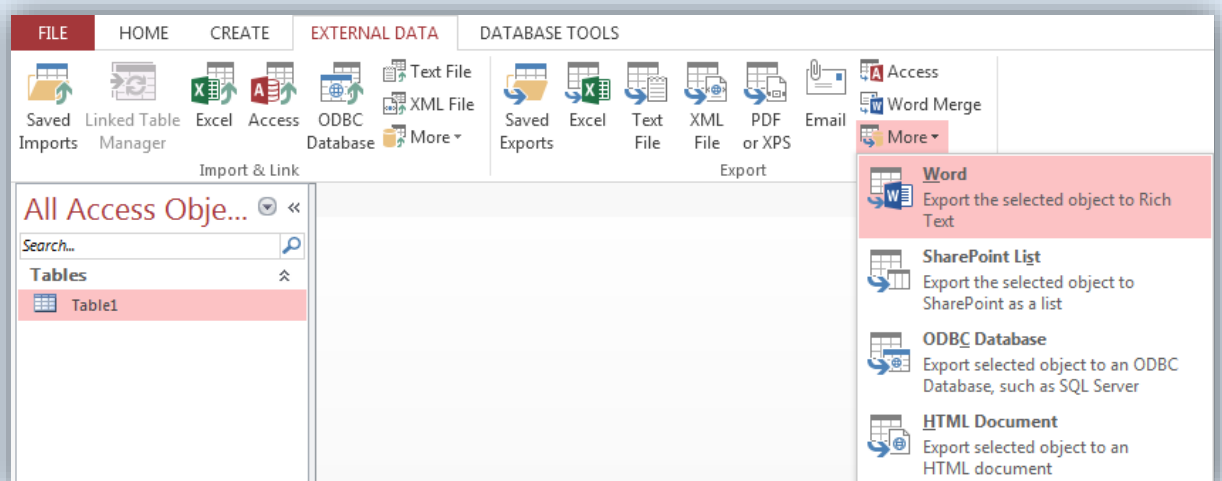 FILE HOME CREATE EXTERNAL DATA DATABASE TOOLS
Saved Imports
Linked Table Manager
Excel
Access
ODBC Database
Text File
XML File
More
Import & Link
Saved Exports
Excel
Text File
XML File
PDF or XPS
Email
Access
Word Merge
More
Export
All Access Obje...
Search...
Tables
Table1
Word
Export the selected object to Rich
Text
SharePoint List
Export the selected object to
SharePoint as a list
ODBC Database
Export selected object to an ODBC
Database, such as SQL Server
HTML Document
Export selected object to an
HTML document